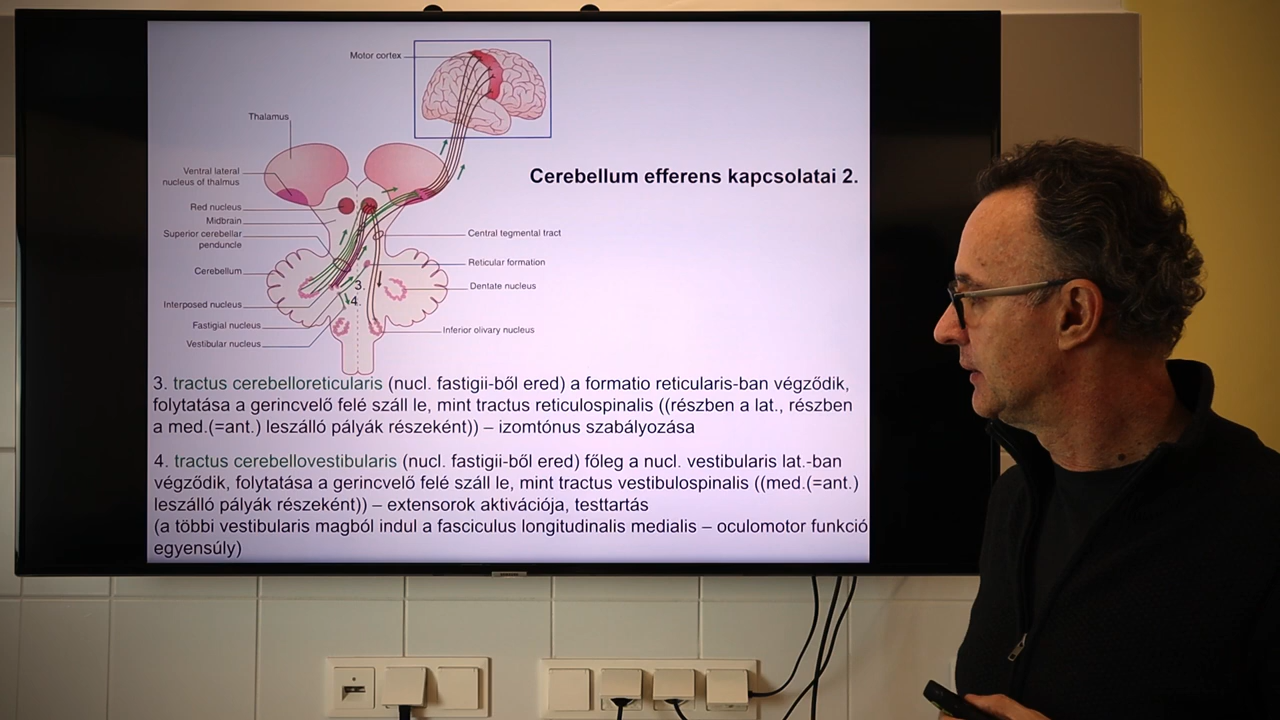 Motor cortex
Thalamus
Ventral lateral
nucleus of thalmus
Red nucleus
Midbrain
Superior cerebellar
penduncle
Cerebellum
Interposed nucleus
Fastigial nucleus
Vestibular nucleus
Cerebellum efferens kapcsolatai 2.
Central tegmental tract
Reticular formation
Dentate nucleus
Inferior olivary nucleus
3.
4.
3. tractus cerebelloreticularis (nucl. fastigii-ből ered) a formatio reticularis-ban végződik,
folytatása a gerincvelő felé száll le, mint tractus reticulospinalis ((részben a lat., részben
a med.(=ant.) leszálló pályák részeként)) – izomtónus szabályozása
4. tractus cerebellovestibularis (nucl. fastigii-ből ered) főleg a nucl. vestibularis lat.-ban
végződik, folytatása a gerincvelő felé száll le, mint tractus vestibulospinalis ((med.(=ant.)
leszálló pályák részeként)) – extensorok aktivációja, testtartás
(a többi vestibularis magból indul a fasciculus longitudinalis medialis – oculomotor funkció
egyensúly)